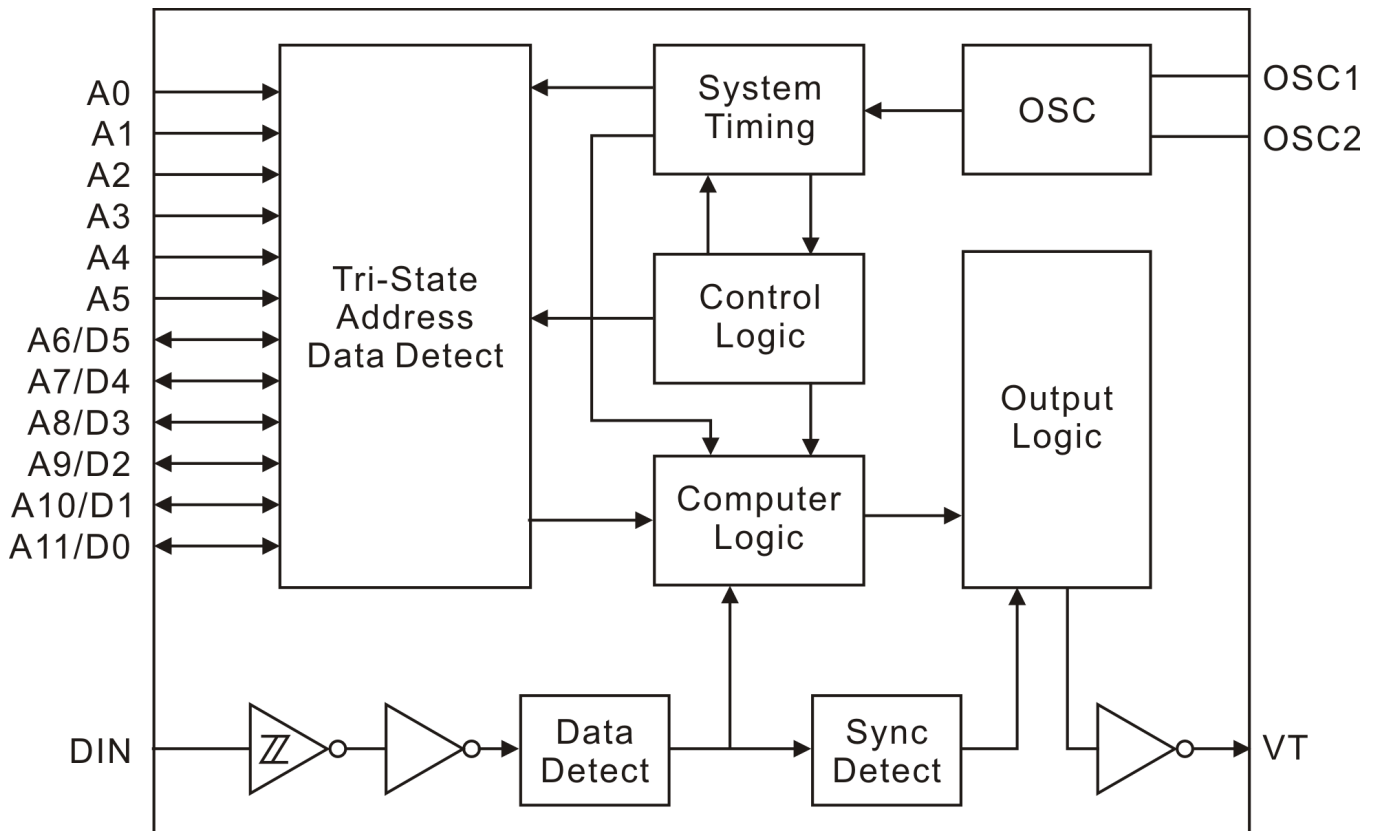 A0
A1
A2
A3
A4
A5
A6/D5
A7/D4
A8/D3
A9/D2
A10/D1
A11/D0
DIN
Tri-State
Address
Data Detect
System
Timing
OSC
OSC1
OSC2
Control
Logic
Output
Logic
Computer
Logic
Data
Detect
Sync
Detect
VT